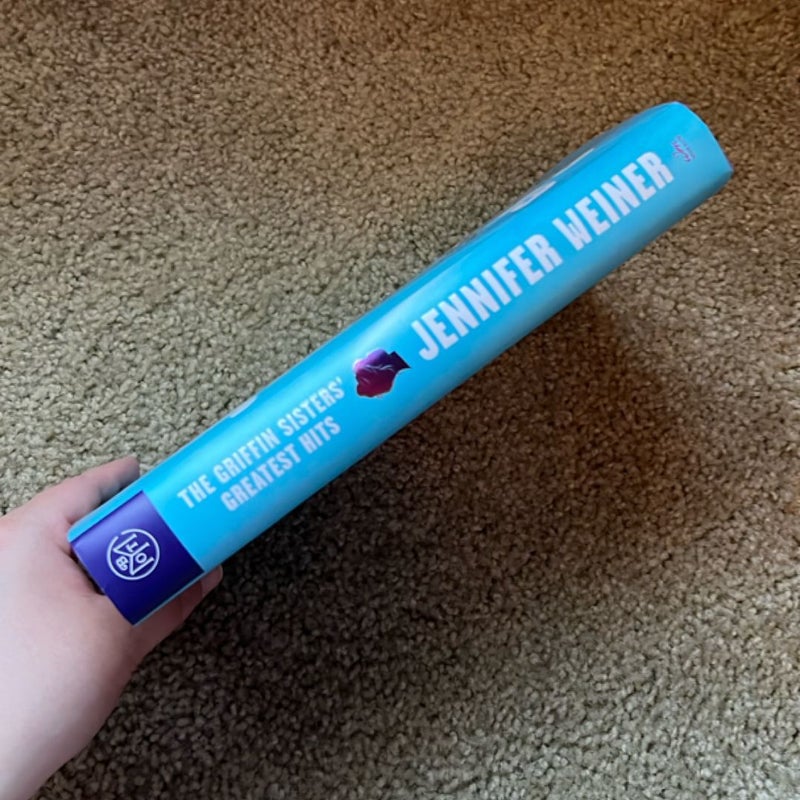 THE GRIFFIN SISTERS'
GREATEST HITS
JENNIFER WEINER